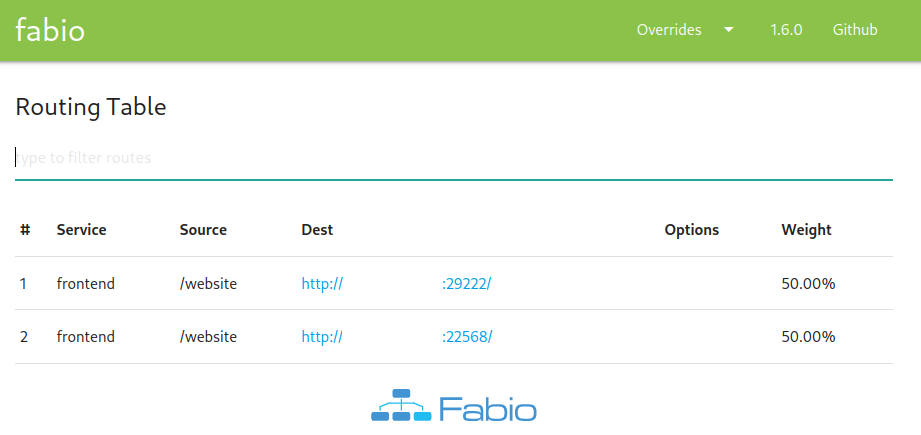 fabio Overrides 1.6.0 Github
Routing Table
type to filter routes
# Service Source Dest Options Weight
1 frontend /website http:// :29222/ 50.00%
2 frontend /website http:// :22568/ 50.00%
Fabio